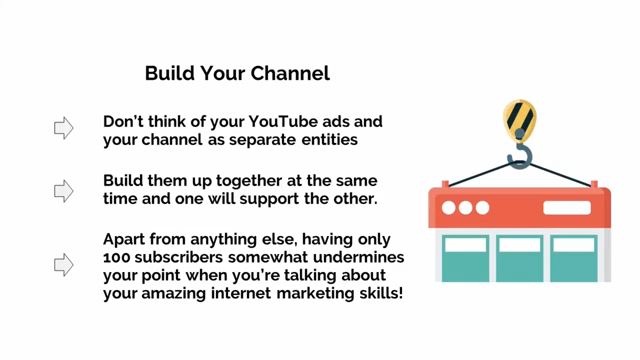 Build Your Channel
Don't think of your YouTube ads and
your channel as separate entities
Build them up together at the same
time and one will support the other.
Apart from anything else, having only
100 subscribers somewhat undermines
your point when you're talking about
your amazing internet marketing skills!